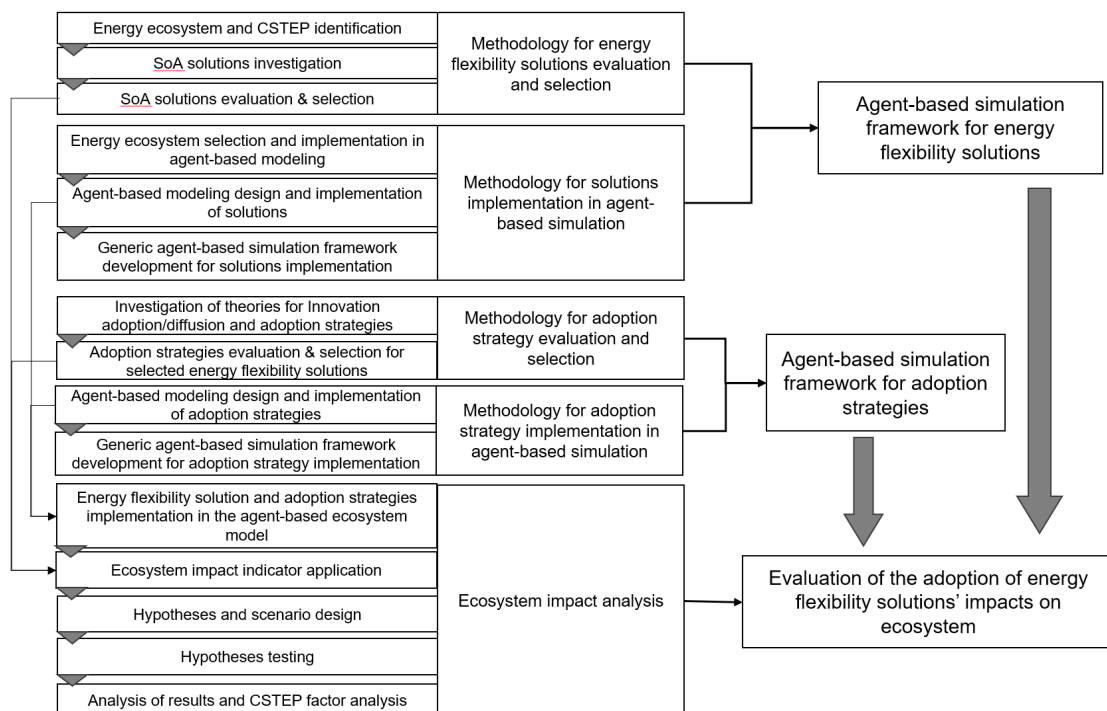 Energy ecosystem and CSTEP identification
SoA solutions investigation
SoA solutions evaluation & selection
Methodology for energy
flexibility solutions evaluation
and selection
Agent-based simulation
framework for energy
flexibility solutions
Energy ecosystem selection and implementation in
agent-based modeling
Agent-based modeling design and implementation
of solutions
Generic agent-based simulation framework
development for solutions implementation
Methodology for solutions
implementation in agent-
based simulation
Investigation of theories for Innovation
adoption/diffusion and adoption strategies
Adoption strategies evaluation & selection for
selected energy flexibility solutions
Methodology for adoption
strategy evaluation and
selection
Agent-based simulation
framework for adoption
strategies
Agent-based modeling design and implementation
of adoption strategies
Generic agent-based simulation framework
development for adoption strategy implementation
Methodology for adoption
strategy implementation in
agent-based simulation
Energy flexibility solution and adoption strategies
implementation in the agent-based ecosystem
model
Ecosystem impact indicator application
Hypotheses and scenario design
Hypotheses testing
Analysis of results and CSTEP factor analysis
Ecosystem impact analysis
Evaluation of the adoption of energy
flexibility solutions’ impacts on
ecosystem